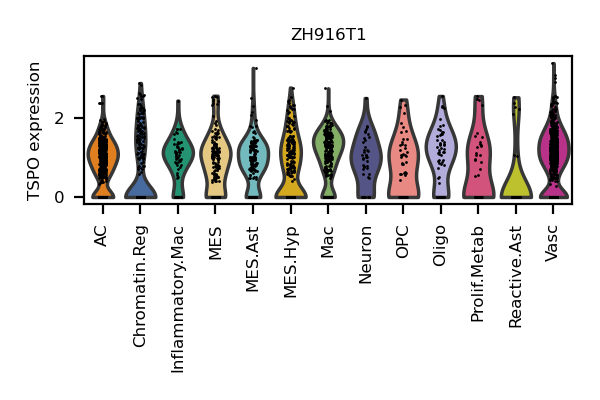 ZH916T1
TSPO expression
2
0
AC
Chromatin.Reg
Inflammatory.Mac
MES
MES.Ast
MES.Hyp
Mac
Neuron
OPC
Oligo
Prolif.Metab
Reactive.Ast
Vasc